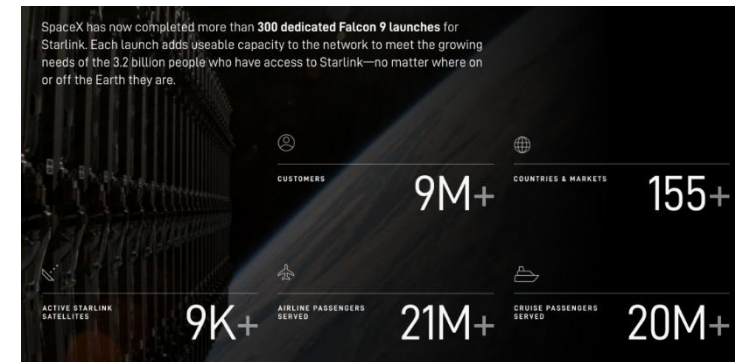 SpaceX has now completed more than 300 dedicated Falcon 9 launches for
Starlink. Each launch adds useable capacity to the network to meet the growing
needs of the 3.2 billion people who have access to Starlink—no matter where on
or off the Earth they are.
CUSTOMERS
9M+
COUNTRIES & MARKETS
155+
ACTIVE STARLINK
SATELLITES
9K+
AIRLINE PASSENGERS
SERVED
21M+
CRUISE PASSENGERS
SERVED
20M+